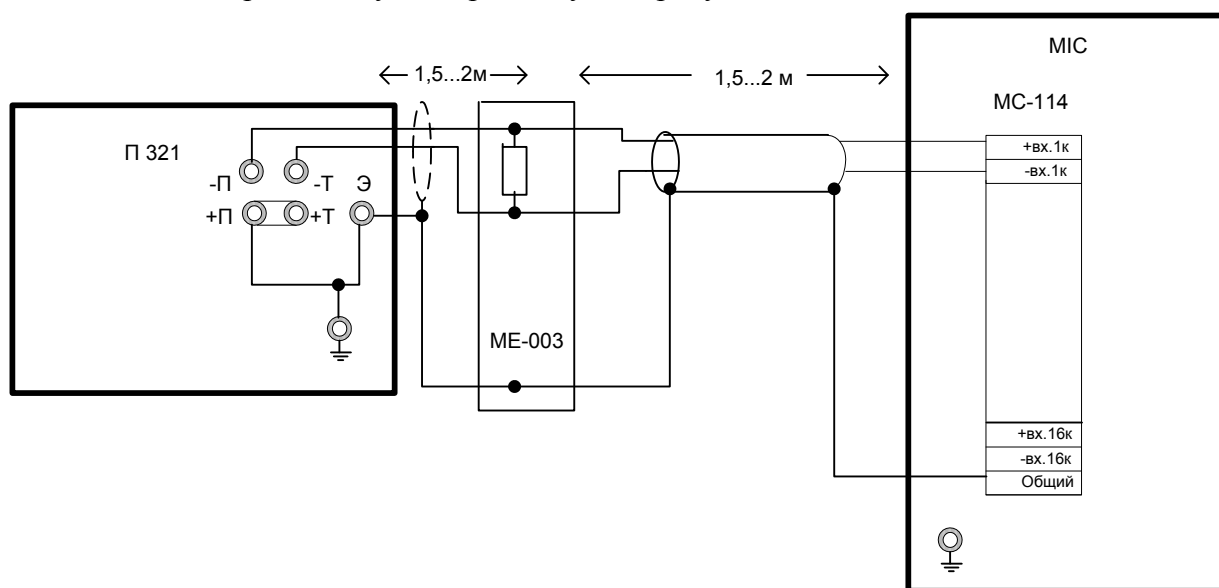 MIC
1,5...2м
1,5...2 м
МС-114
П 321
+вх.1к
-вх.1к
-П -Т Э
+П +Т
МЕ-003
+вх.16к
-вх.16к
Общий